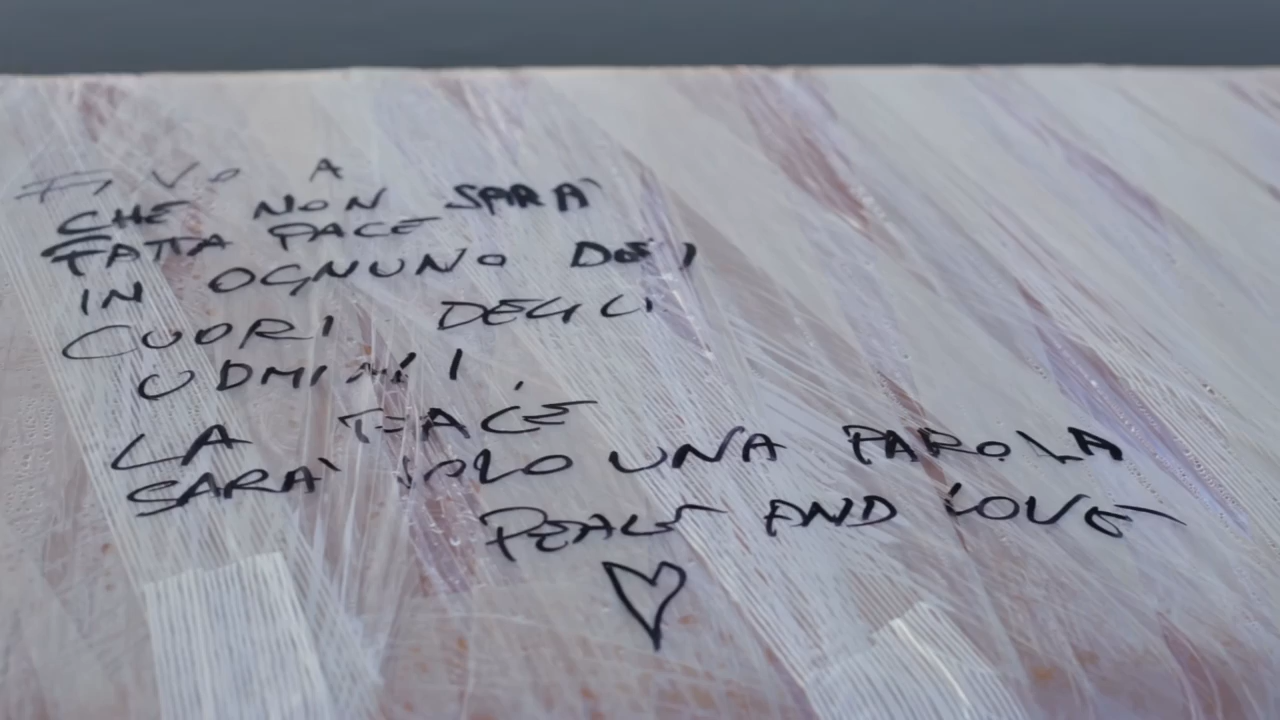 FINO A
CHE NON SARA'
FATTA PACE
IN OGNUNO DEI
CUORI DEGLI
UOMINI.
LA PACE
SARA' SOLO UNA PAROLA
PEACE AND LOVE